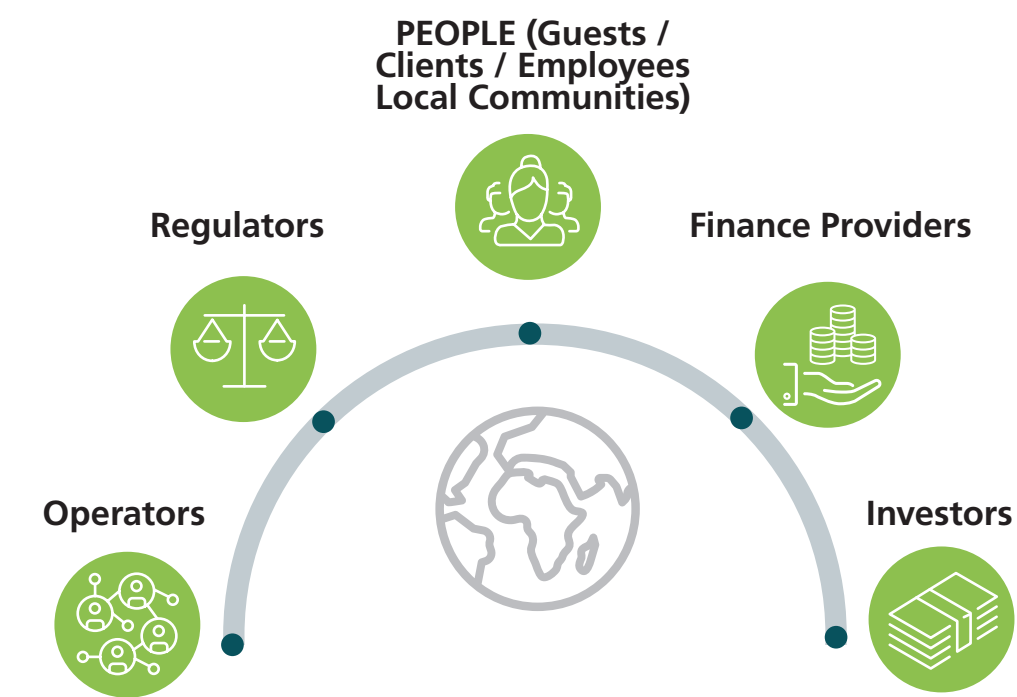 PEOPLE (Guests /
Clients / Employees
Local Communities)
Regulators
Finance Providers
Operators
Investors